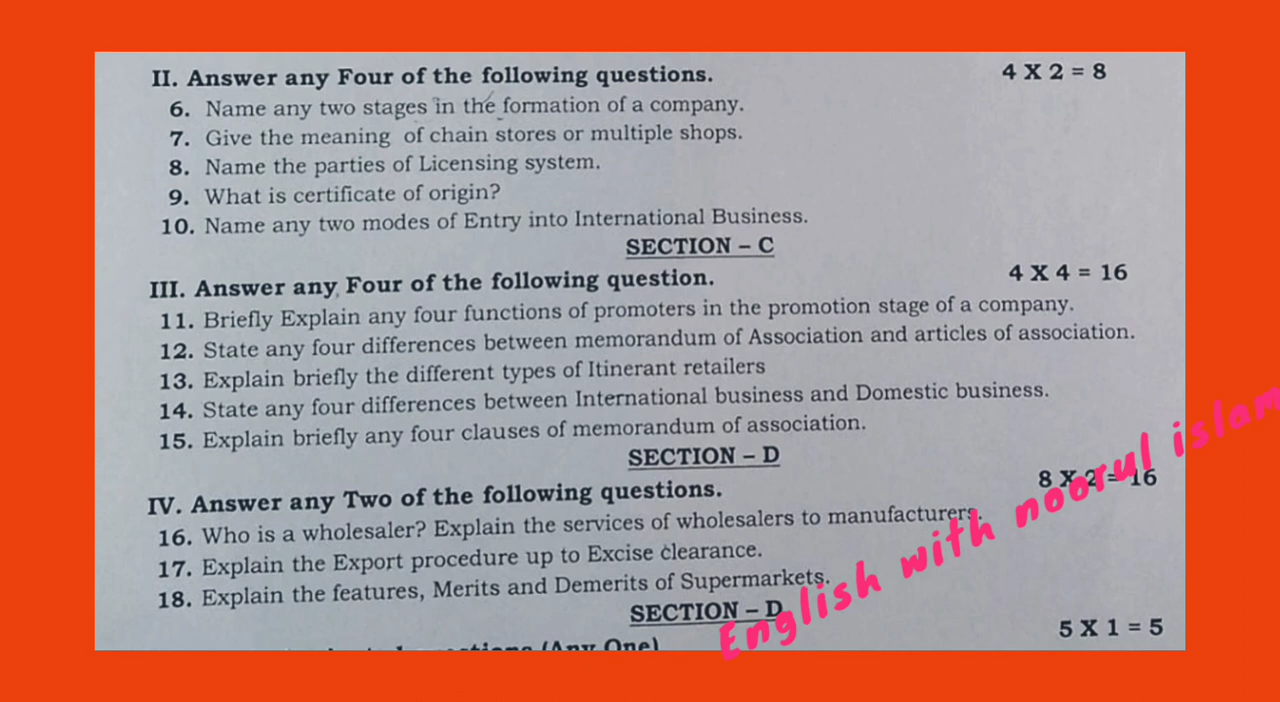 II. Answer any Four of the following questions. 4 X 2 = 8
6. Name any two stages in the formation of a company.
7. Give the meaning of chain stores or multiple shops.
8. Name the parties of Licensing system.
9. What is certificate of origin?
10. Name any two modes of Entry into International Business.
SECTION – C
III. Answer any Four of the following question. 4 X 4 = 16
11. Briefly Explain any four functions of promoters in the promotion stage of a company.
12. State any four differences between memorandum of Association and articles of association.
13. Explain briefly the different types of Itinerant retailers
14. State any four differences between International business and Domestic business.
15. Explain briefly any four clauses of memorandum of association.
SECTION – D
IV. Answer any Two of the following questions. 8 X 2 = 16
16. Who is a wholesaler? Explain the services of wholesalers to manufacturers.
17. Explain the Export procedure up to Excise clearance.
18. Explain the features, Merits and Demerits of Supermarkets.
SECTION – D
(Any One) 5 X 1 = 5
English with noorul islam